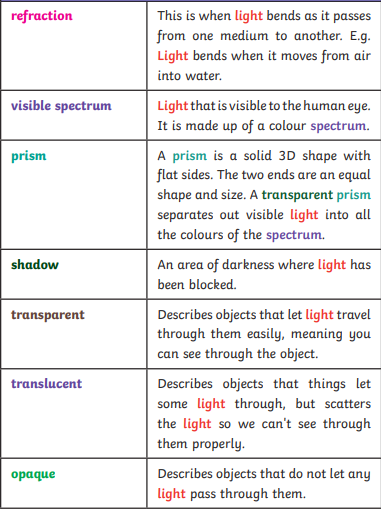 refraction
This is when light bends as it passes
from one medium to another. E.g.
Light bends when it moves from air
into water.
visible spectrum
Light that is visible to the human eye.
It is made up of a colour spectrum.
prism
A prism is a solid 3D shape with
flat sides. The two ends are an equal
shape and size. A transparent prism
separates out visible light into all
the colours of the spectrum.
shadow
An area of darkness where light has
been blocked.
transparent
Describes objects that let light travel
through them easily, meaning you
can see through the object.
translucent
Describes objects that things let
some light through, but scatters
the light so we can't see through
them properly.
opaque
Describes objects that do not let any
light pass through them.